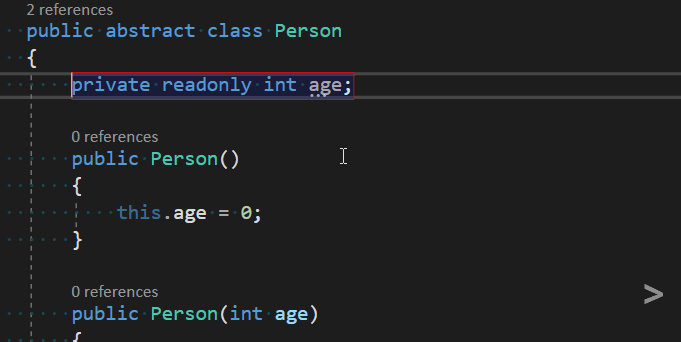 2 references
public abstract class Person
{
private readonly int age;
0 references
public Person()
{
this.age = 0;
}
0 references
public Person(int age)
{
>